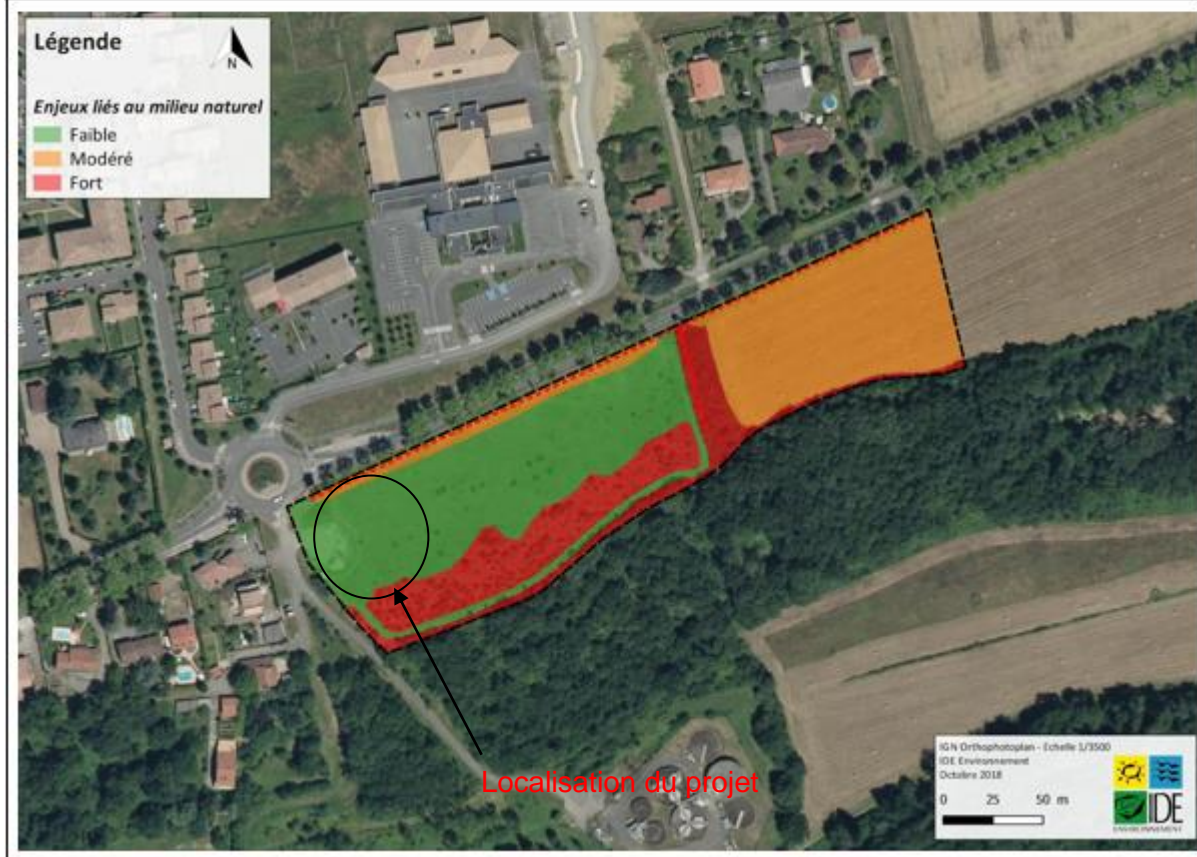 Légende
N
Enjeux liés au milieu naturel
Faible
Modéré
Fort
Localisation du projet
IGN Orthophotoplan - Echelle 1/3500
IDE Environnement
Octobre 2018
0 25 50 m
IDE
ENVIRONNEMENT